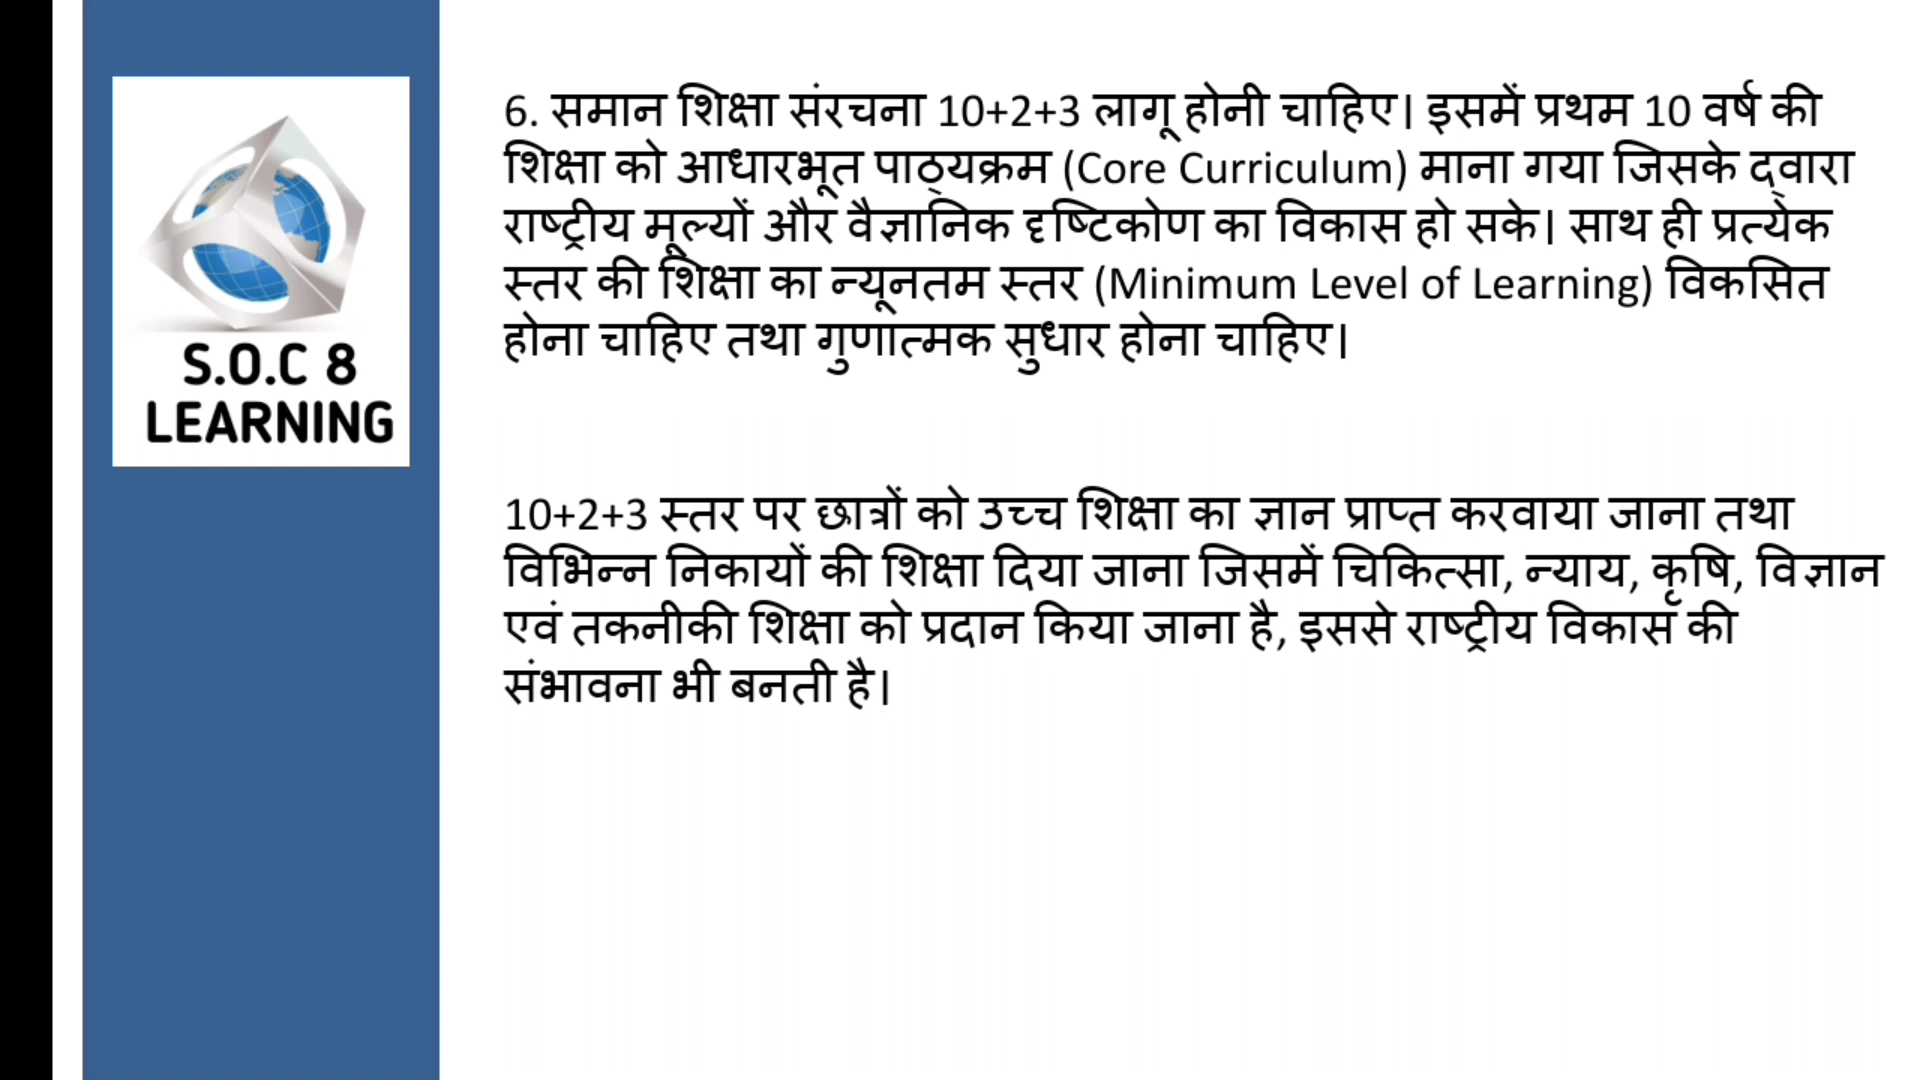 S.O.C 8
LEARNING
6. समान शिक्षा संरचना 10+2+3 लागू होनी चाहिए। इसमें प्रथम 10 वर्ष की
शिक्षा को आधारभूत पाठ्यक्रम (Core Curriculum) माना गया जिसके द्वारा
राष्ट्रीय मूल्यों और वैज्ञानिक दृष्टिकोण का विकास हो सके। साथ ही प्रत्येक
स्तर की शिक्षा का न्यूनतम स्तर (Minimum Level of Learning) विकसित
होना चाहिए तथा गुणात्मक सुधार होना चाहिए।
10+2+3 स्तर पर छात्रों को उच्च शिक्षा का ज्ञान प्राप्त करवाया जाना तथा
विभिन्न निकायों की शिक्षा दिया जाना जिसमें चिकित्सा, न्याय, कृषि, विज्ञान
एवं तकनीकी शिक्षा को प्रदान किया जाना है, इससे राष्ट्रीय विकास की
संभावना भी बनती है।